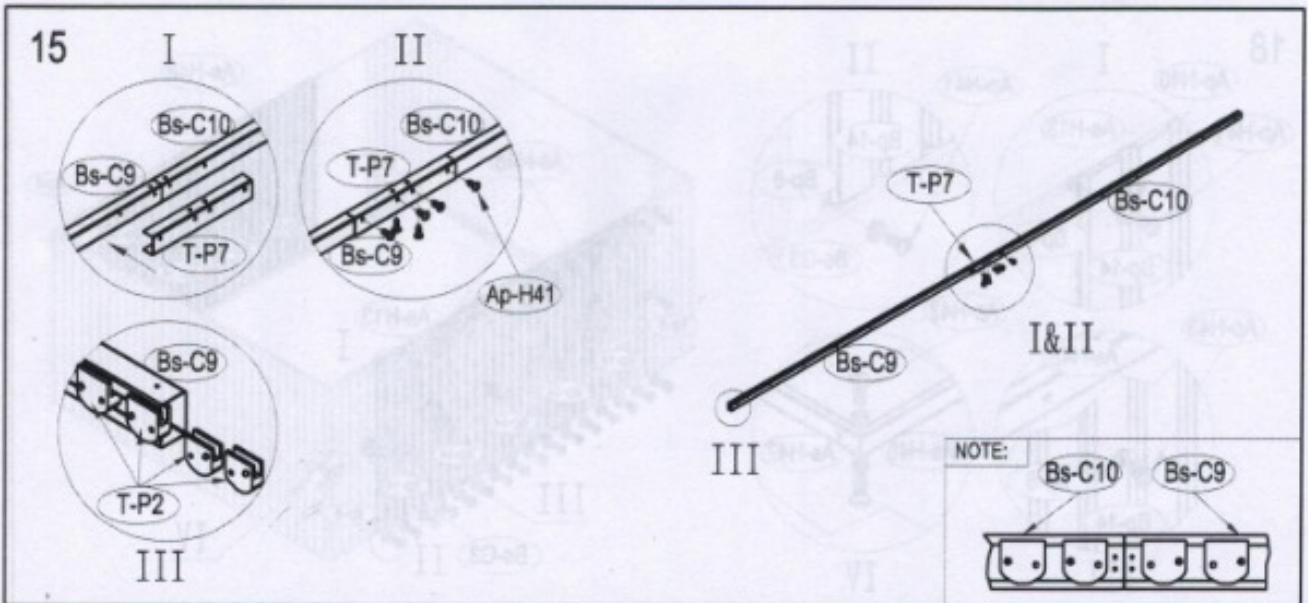 15
I
II
Bs-C10
Bs-C9
T-P7
Bs-C10
T-P7
Bs-C9
Ap-H41
Bs-C9
T-P2
III
T-P7
Bs-C10
I&II
Bs-C9
III
NOTE:
Bs-C10
Bs-C9